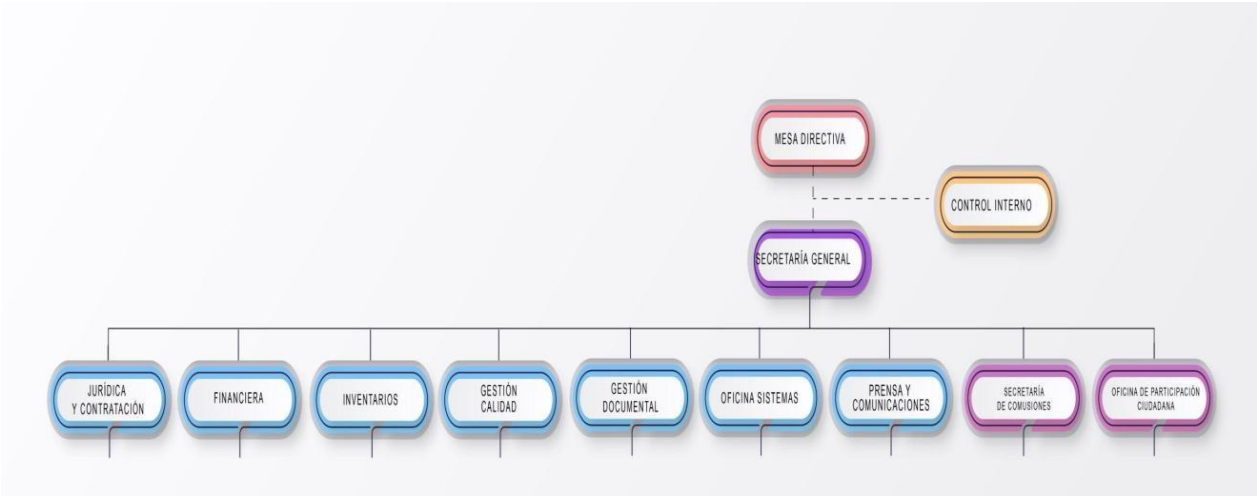 MESA DIRECTIVA
CONTROL INTERNO
SECRETARÍA GENERAL
JURÍDICA
Y CONTRATACIÓN
FINANCIERA
INVENTARIOS
GESTIÓN
CALIDAD
GESTIÓN
DOCUMENTAL
OFICINA SISTEMAS
PRENSA Y
COMUNICACIONES
SECRETARÍA
DE COMUSIONES
OFICINA DE PARTICIPACIÓN
CIUDADANA